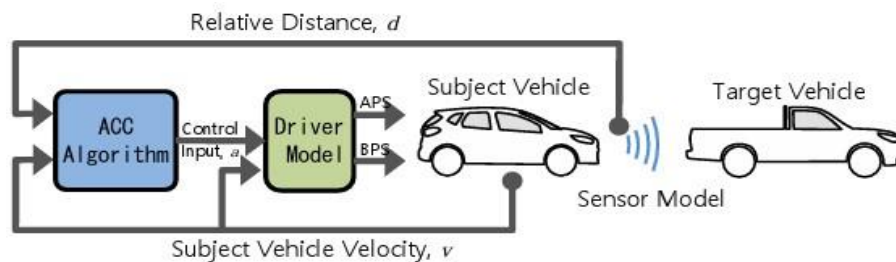 Relative Distance, d
Subject Vehicle
Target Vehicle
ACC
Algorithm
Control
Input, a
Driver
Model
APS
BPS
Sensor Model
Subject Vehicle Velocity, v